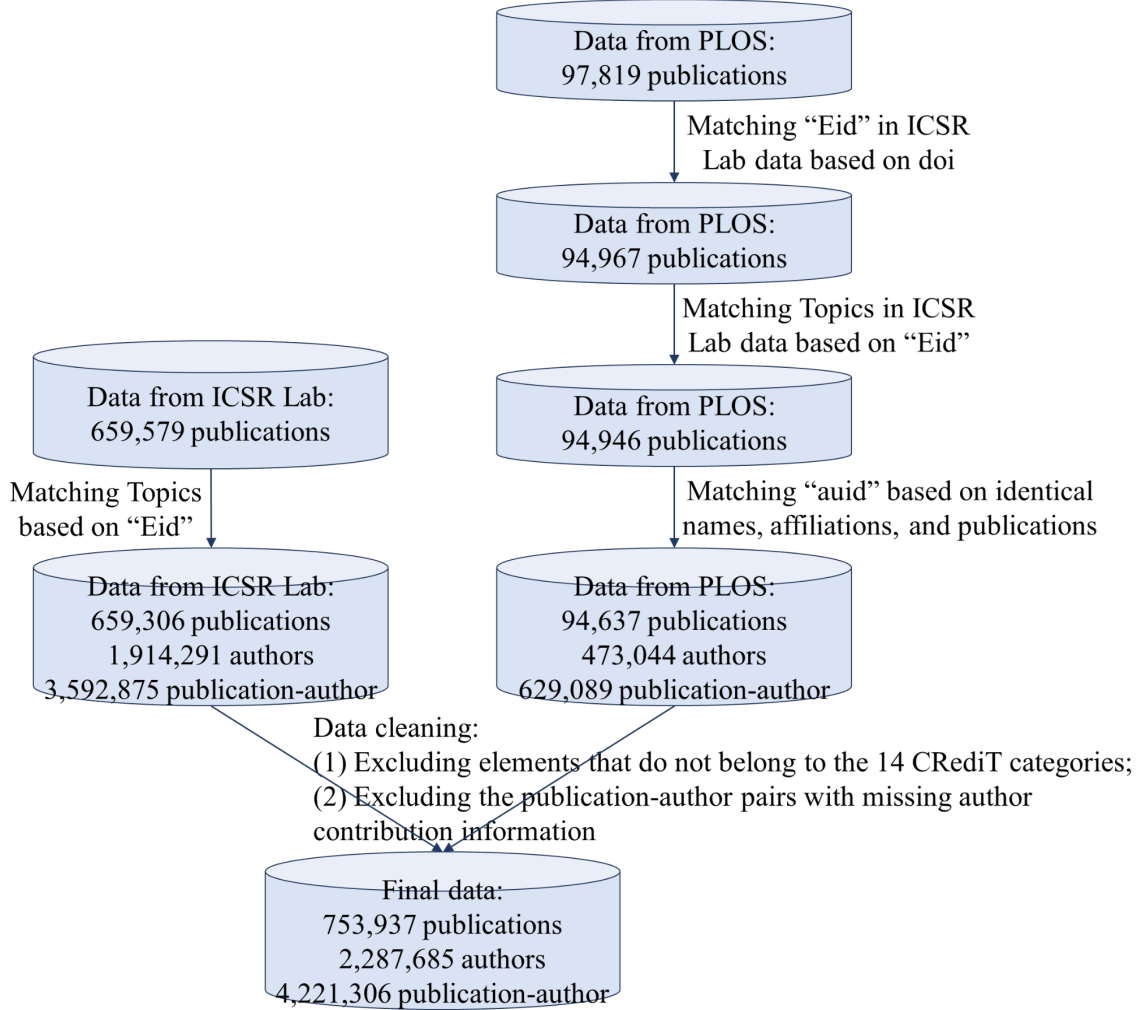 Data from PLOS:
97,819 publications
Matching “Eid” in ICSR
Lab data based on doi
Data from PLOS:
94,967 publications
Matching Topics in ICSR
Lab data based on “Eid”
Data from ICSR Lab:
659,579 publications
Data from PLOS:
94,946 publications
Matching Topics
based on “Eid”
Matching “auid” based on identical
names, affiliations, and publications
Data from ICSR Lab:
659,306 publications
1,914,291 authors
3,592,875 publication-author
Data from PLOS:
94,637 publications
473,044 authors
629,089 publication-author
Data cleaning:
(1) Excluding elements that do not belong to the 14 CRediT categories;
(2) Excluding the publication-author pairs with missing author
contribution information
Final data:
753,937 publications
2,287,685 authors
4,221,306 publication-author